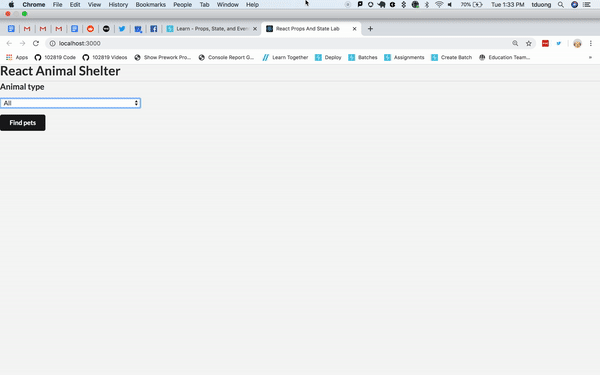 Chrome File Edit View History Bookmarks People Tab Window Help 70% Tue 1:33 PM tduong
Learn - Props, State, and Even React Props And State Lab
localhost:3000
Apps 102819 Code 102819 Videos Show Prework Pro... Console Report G... Learn Together Deploy Batches Assignments Create Batch Education Team...
React Animal Shelter
Animal type
All
Find pets